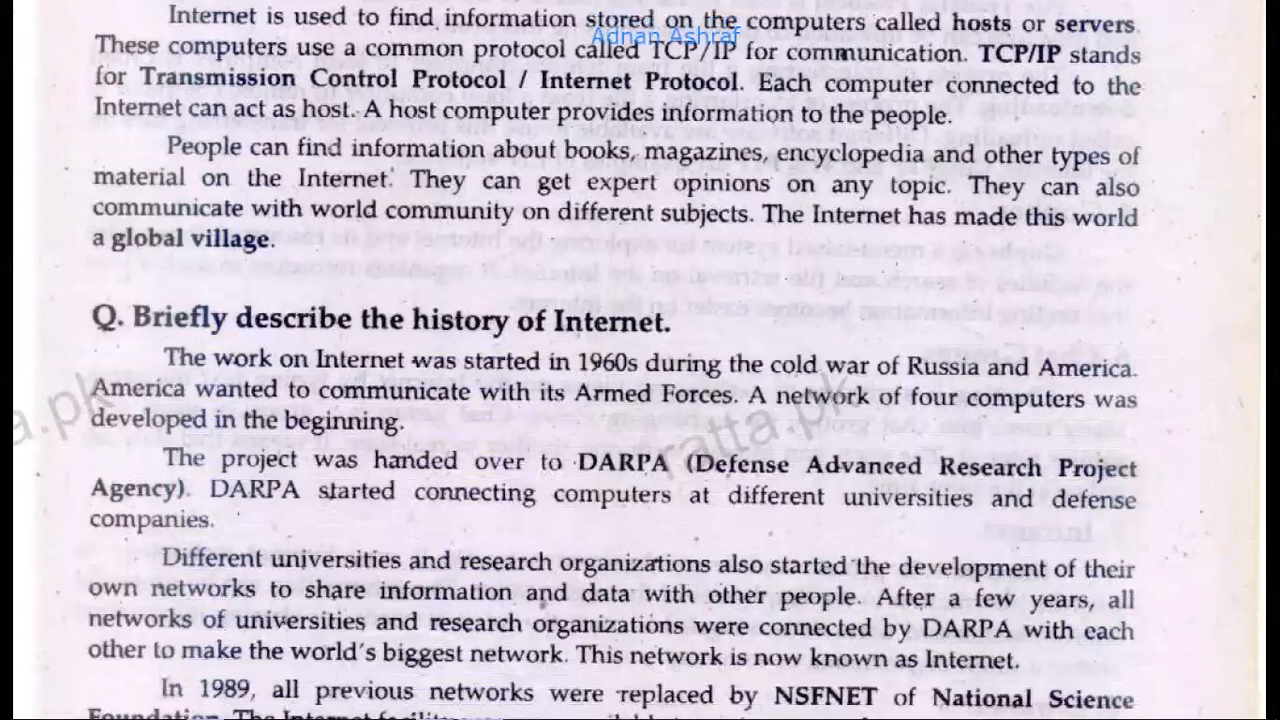 Internet is used to find information stored on the computers called hosts or servers.
Adnan Ashraf
These computers use a common protocol called TCP/IP for communication. TCP/IP stands
for Transmission Control Protocol / Internet Protocol. Each computer connected to the
Internet can act as host. A host computer provides information to the people.
People can find information about books, magazines, encyclopedia and other types of
material on the Internet. They can get expert opinions on any topic. They can also
communicate with world community on different subjects. The Internet has made this world
a global village.
Q. Briefly describe the history of Internet.
The work on Internet was started in 1960s during the cold war of Russia and America.
America wanted to communicate with its Armed Forces. A network of four computers was
developed in the beginning.
a.pk
ratta.pk
The project was handed over to DARPA (Defense Advanced Research Project
Agency). DARPA started connecting computers at different universities and defense
companies.
Different universities and research organizations also started the development of their
own networks to share information and data with other people. After a few years, all
networks of universities and research organizations were connected by DARPA with each
other to make the world's biggest network. This network is now known as Internet.
In 1989, all previous networks were replaced by NSFNET of National Science
Foundation. The Internet